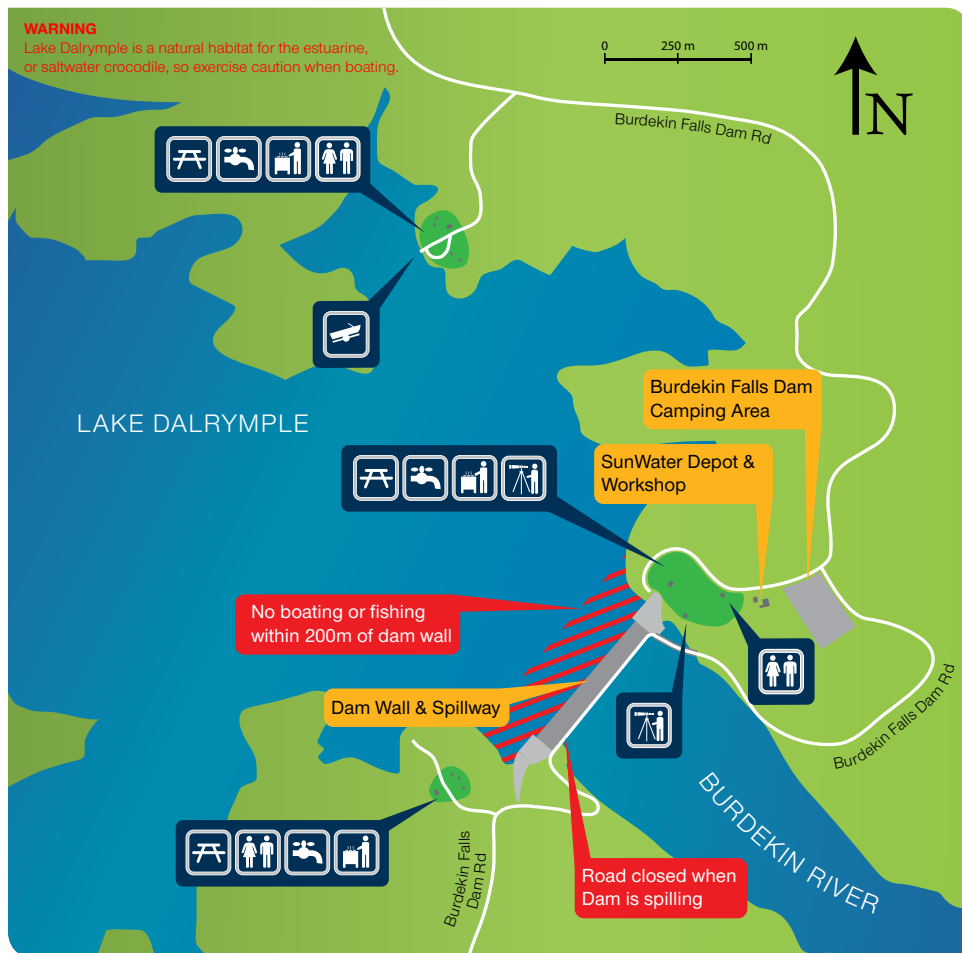 WARNING
Lake Dalrymple is a natural habitat for the estuarine,
or saltwater crocodile, so exercise caution when boating.
0 250 m 500 m
N
Burdekin Falls Dam Rd
LAKE DALRYMPLE
Burdekin Falls Dam
Camping Area
SunWater Depot &
Workshop
No boating or fishing
within 200m of dam wall
Dam Wall & Spillway
Burdekin Falls Dam Rd
BURDEKIN RIVER
Burdekin Falls
Dam Rd
Road closed when
Dam is spilling